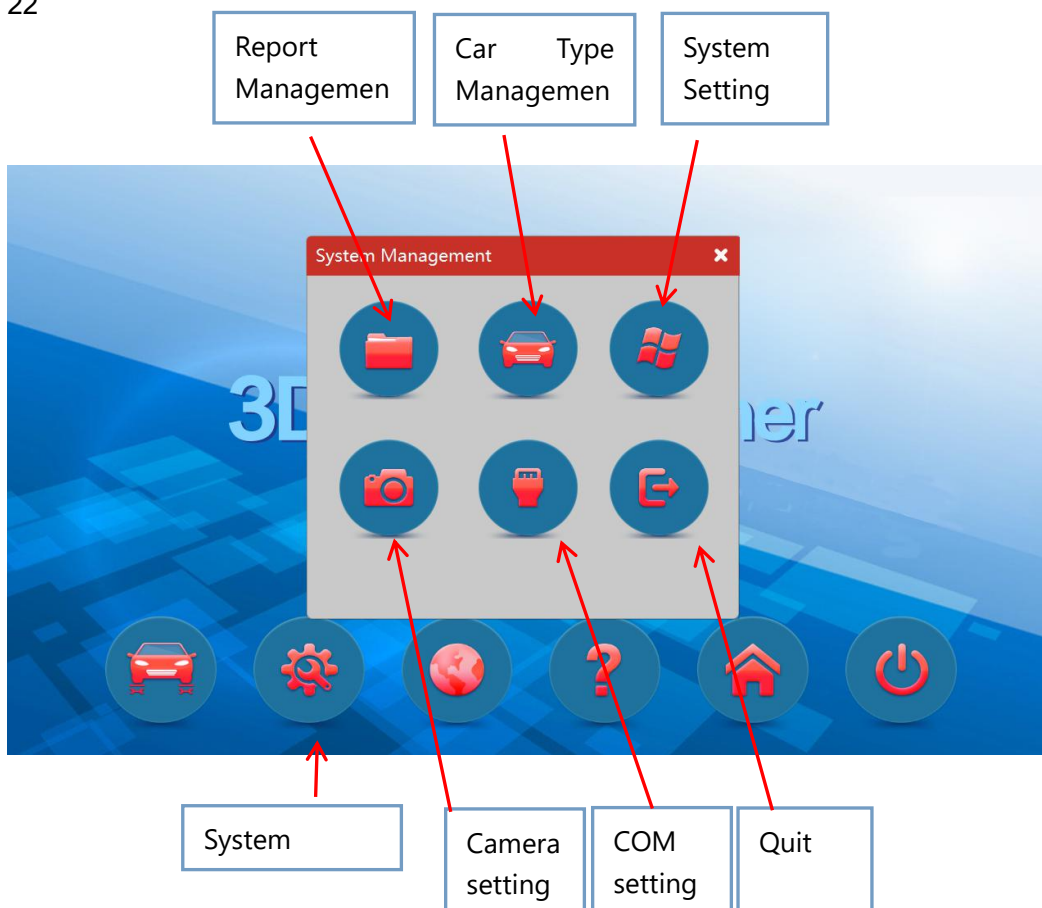 22
Report
Managemen
Car Type
Managemen
System
Setting
System Management
3D
ner
System
Camera
setting
COM
setting
Quit